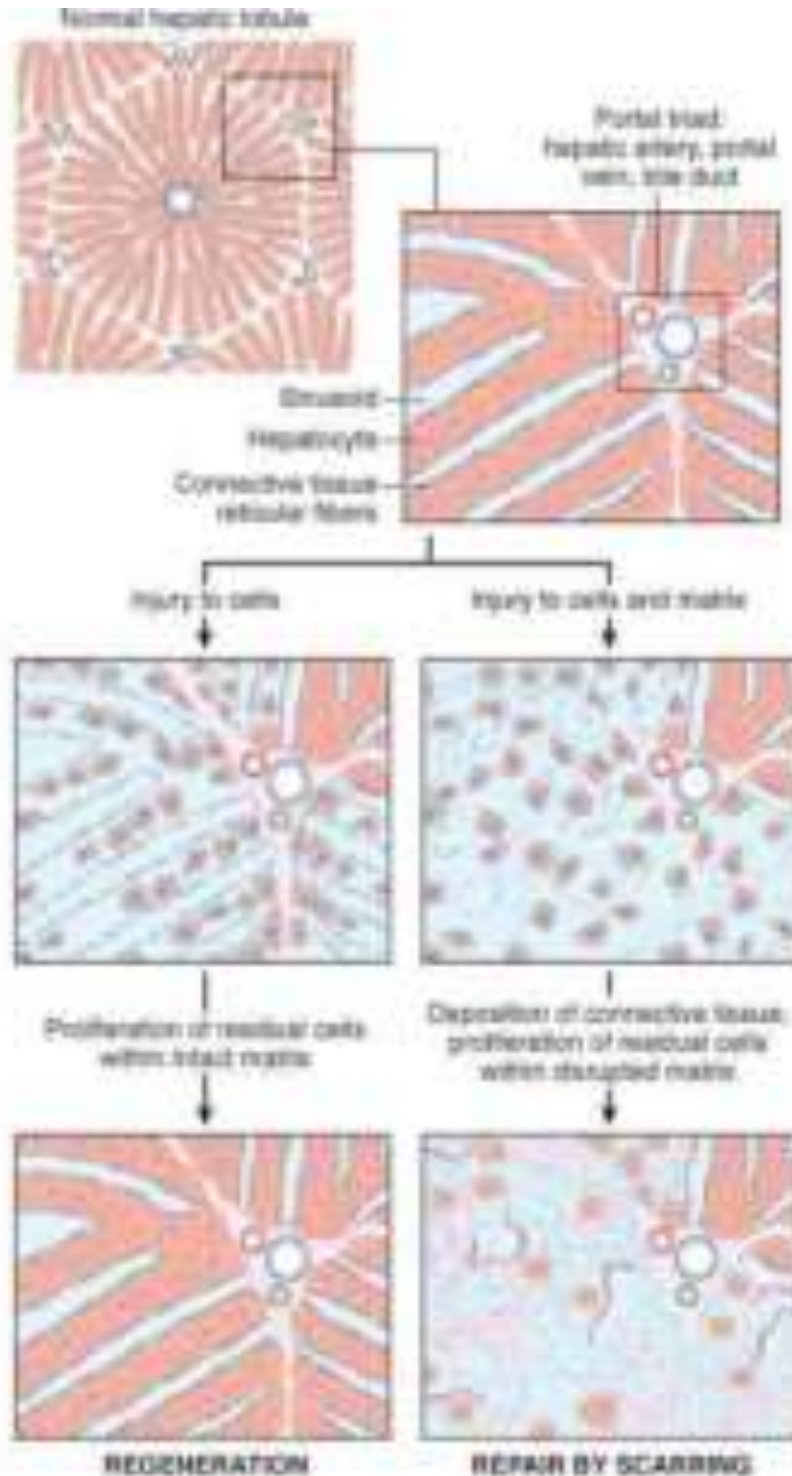 Normal hepatic lobule
Portal triad:
hepatic artery, portal
vein, bile duct
Sinusoid
Hepatocyte
Connective tissue
reticular fibers
Injury to cells
Injury to cells and matrix
Proliferation of residual cells
within intact matrix
Deposition of connective tissue;
proliferation of residual cells
within disrupted matrix
REGENERATION
REPAIR BY SCARRING